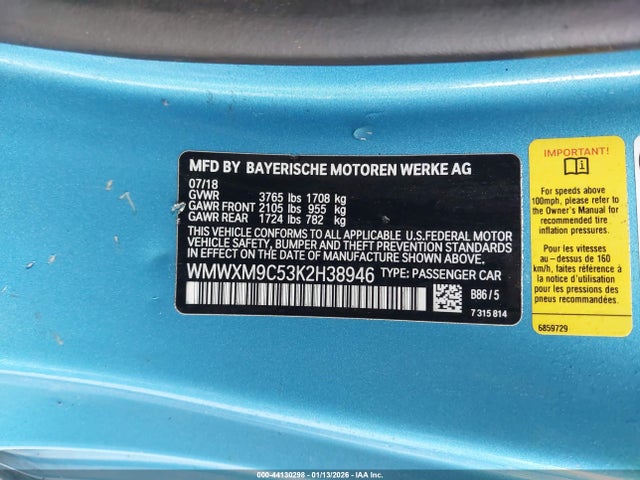 MFD BY BAYERISCHE MOTOREN WERKE AG
07/18
GVWR 3765 lbs 1708 kg
GAWR FRONT 2105 lbs 955 kg
GAWR REAR 1724 lbs 782 kg
THIS VEHICLE CONFORMS TO ALL APPLICABLE U.S.FEDERAL MOTOR
VEHICLE SAFETY, BUMPER AND THEFT PREVENTION STANDARDS
IN EFFECT ON THE DATE OF MANUFACTURE SHOWN ABOVE.
WMWXM9C53K2H38946 TYPE: PASSENGER CAR
B86 / 5
7 315 814
IMPORTANT!
For speeds above
100mph, please refer to
the Owner's Manual for
recommended tire
inflation pressures.
Pour les vitesses
au-dessus de 160
km/h, faites référence à
la notice d'utilisation
pour les pressions de
pneu recommandées.
6859729
000-44130298 - 01/13/2026 - IAA Inc.